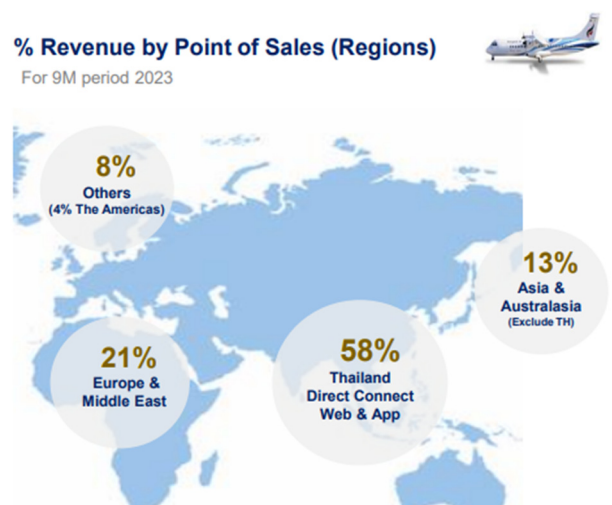 % Revenue by Point of Sales (Regions)
For 9M period 2023
8%
Others
(4% The Americas)
13%
Asia &
Australasia
(Exclude TH)
21%
Europe &
Middle East
58%
Thailand
Direct Connect
Web & App